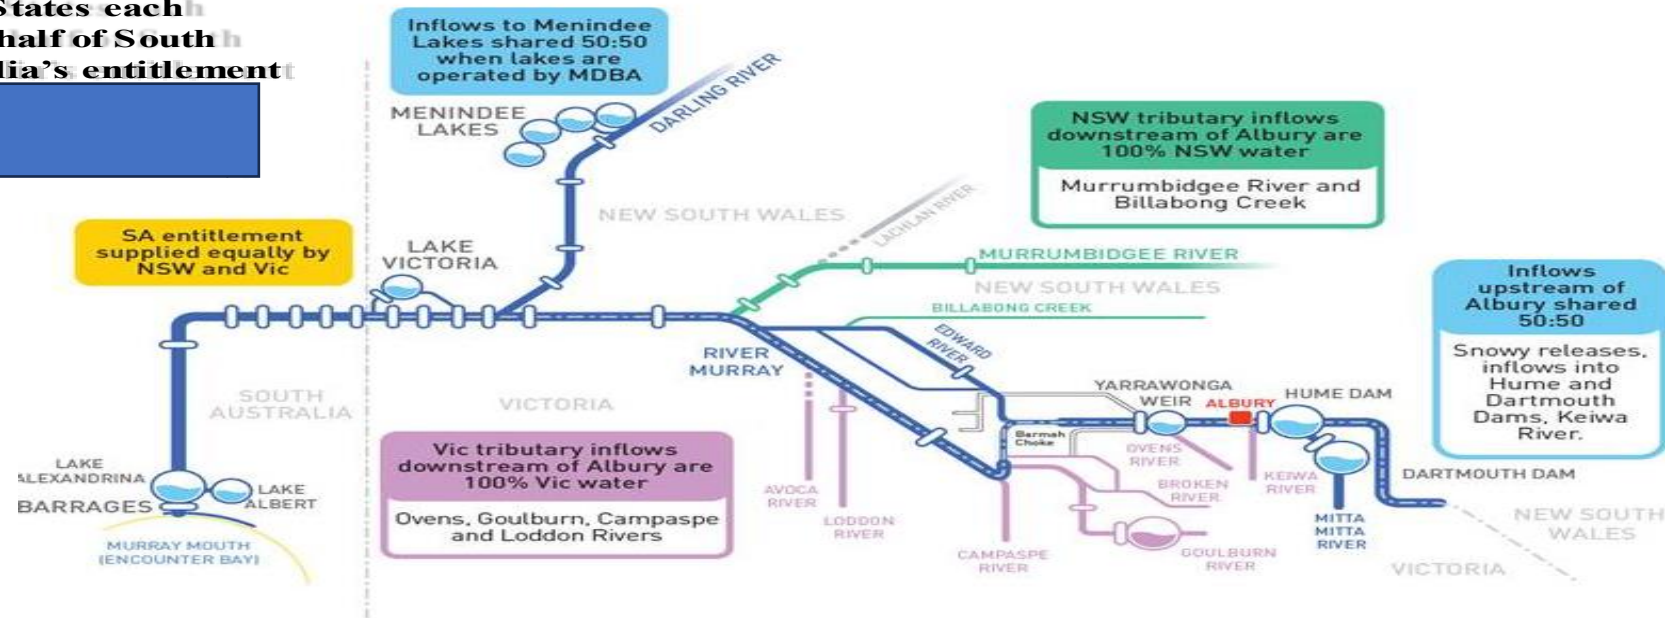 States each
half of South
lia's entitlement
Inflows to Menindee
Lakes shared 50:50
when lakes are
operated by MDBA
MENINDEE
LAKES
DARLING RIVER
NSW tributary inflows
downstream of Albury are
100% NSW water
Murrumbidgee River and
Billabong Creek
NEW SOUTH WALES
LACHLAN RIVER
SA entitlement
supplied equally by
NSW and Vic
LAKE
VICTORIA
MURRUMBIDGEE RIVER
NEW SOUTH WALES
BILLABONG CREEK
Inflows
upstream of
Albury shared
50:50
Snowy releases,
inflows into
Hume and
Dartmouth
Dams, Keiwa
River.
EDWARD
RIVER
RIVER
MURRAY
SOUTH
AUSTRALIA
VICTORIA
YARRAWONGA
WEIR
ALBURY
HUME DAM
Barmah
Choke
Vic tributary inflows
downstream of Albury are
100% Vic water
Ovens, Goulburn, Campaspe
and Loddon Rivers
LAKE
ALEXANDRINA
BARRAGES
LAKE
ALBERT
MURRAY MOUTH
(ENCOUNTER BAY)
AVOCA
RIVER
LODDON
RIVER
CAMPASPE
RIVER
OVENS
RIVER
BROKEN
RIVER
GOULBURN
RIVER
KEIWA
RIVER
MITTA
MITTA
RIVER
DARTMOUTH DAM
NEW SOUTH
WALES
VICTORIA